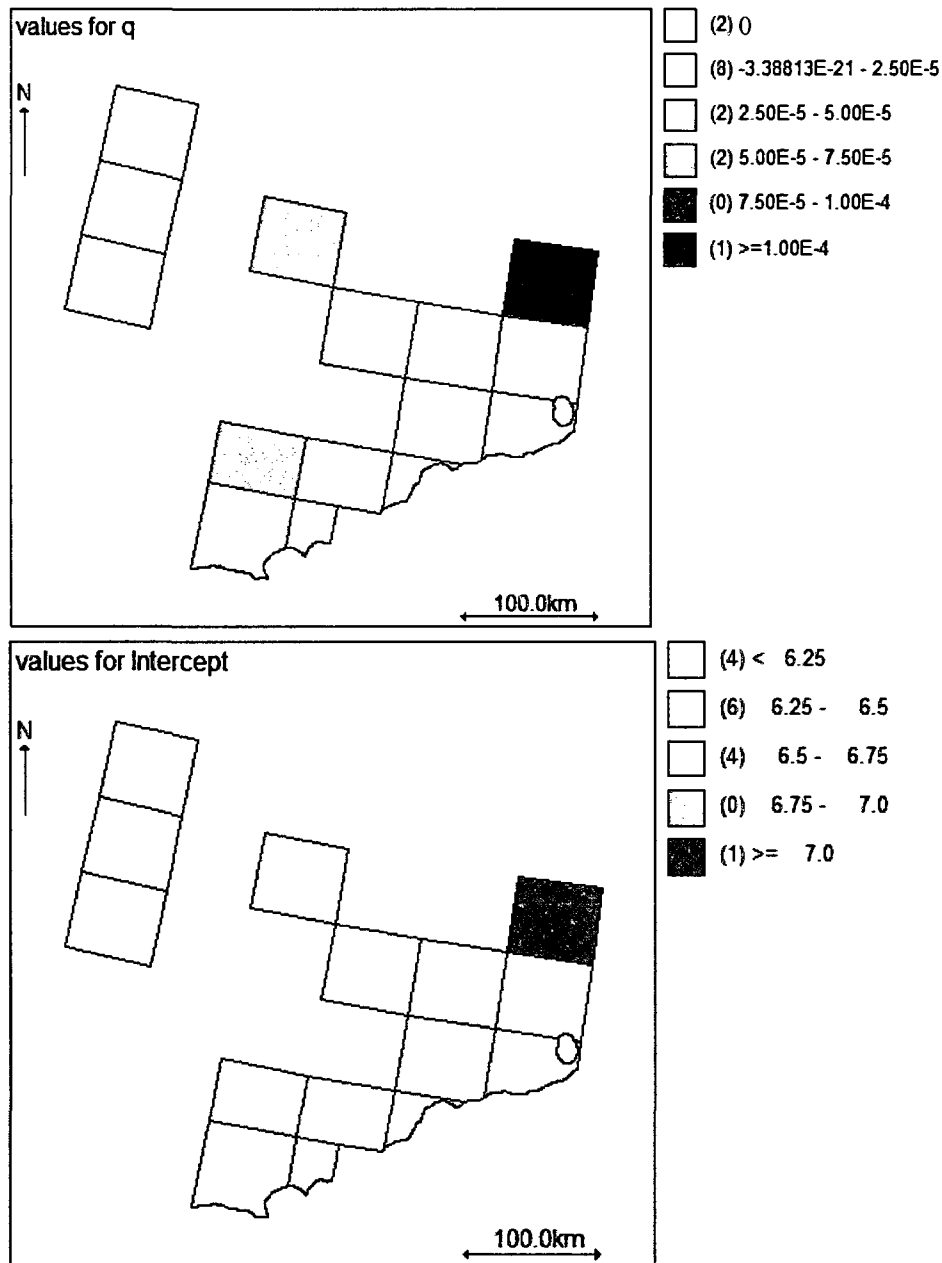 values for q
N
100.0km
(2) 0
(8) -3.38813E-21 - 2.50E-5
(2) 2.50E-5 - 5.00E-5
(2) 5.00E-5 - 7.50E-5
(0) 7.50E-5 - 1.00E-4
(1) >=1.00E-4
values for Intercept
N
100.0km
(4) < 6.25
(6) 6.25 - 6.5
(4) 6.5 - 6.75
(0) 6.75 - 7.0
(1) >= 7.0